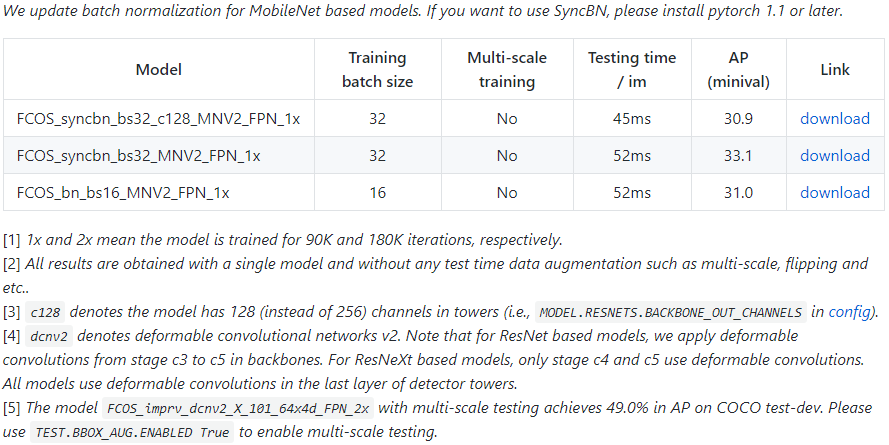 We update batch normalization for MobileNet based models. If you want to use SyncBN, please install pytorch 1.1 or later.
Model Training batch size Multi-scale training Testing time / im AP (minival) Link
FCOS_syncbn_bs32_c128_MNV2_FPN_1x 32 No 45ms 30.9 download
FCOS_syncbn_bs32_MNV2_FPN_1x 32 No 52ms 33.1 download
FCOS_bn_bs16_MNV2_FPN_1x 16 No 52ms 31.0 download
[1] 1x and 2x mean the model is trained for 90K and 180K iterations, respectively.
[2] All results are obtained with a single model and without any test time data augmentation such as multi-scale, flipping and
etc..
[3] c128 denotes the model has 128 (instead of 256) channels in towers (i.e., MODEL.RESNETS.BACKBONE_OUT_CHANNELS in config).
[4] dcnv2 denotes deformable convolutional networks v2. Note that for ResNet based models, we apply deformable
convolutions from stage c3 to c5 in backbones. For ResNeXt based models, only stage c4 and c5 use deformable convolutions.
All models use deformable convolutions in the last layer of detector towers.
[5] The model FCOS_imprv_dcnv2_X_101_64x4d_FPN_2x with multi-scale testing achieves 49.0% in AP on COCO test-dev. Please
use TEST.BBOX_AUG.ENABLED True to enable multi-scale testing.